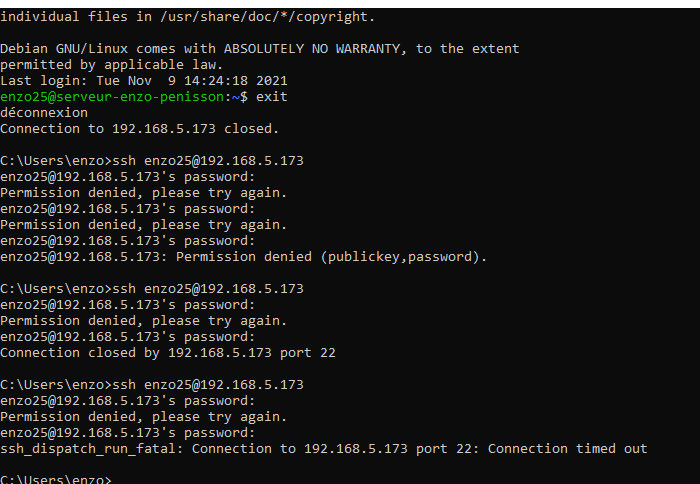 individual files in /usr/share/doc/*/copyright.
Debian GNU/Linux comes with ABSOLUTELY NO WARRANTY, to the extent
permitted by applicable law.
Last login: Tue Nov  9 14:24:18 2021
enzo25@serveur-enzo-penisson:~$ exit
déconnexion
Connection to 192.168.5.173 closed.
C:\Users\enzo>ssh enzo25@192.168.5.173
enzo25@192.168.5.173's password:
Permission denied, please try again.
enzo25@192.168.5.173's password:
Permission denied, please try again.
enzo25@192.168.5.173's password:
enzo25@192.168.5.173: Permission denied (publickey,password).
C:\Users\enzo>ssh enzo25@192.168.5.173
enzo25@192.168.5.173's password:
Permission denied, please try again.
enzo25@192.168.5.173's password:
Connection closed by 192.168.5.173 port 22
C:\Users\enzo>ssh enzo25@192.168.5.173
enzo25@192.168.5.173's password:
Permission denied, please try again.
enzo25@192.168.5.173's password:
ssh_dispatch_run_fatal: Connection to 192.168.5.173 port 22: Connection timed out
C:\Users\enzo>